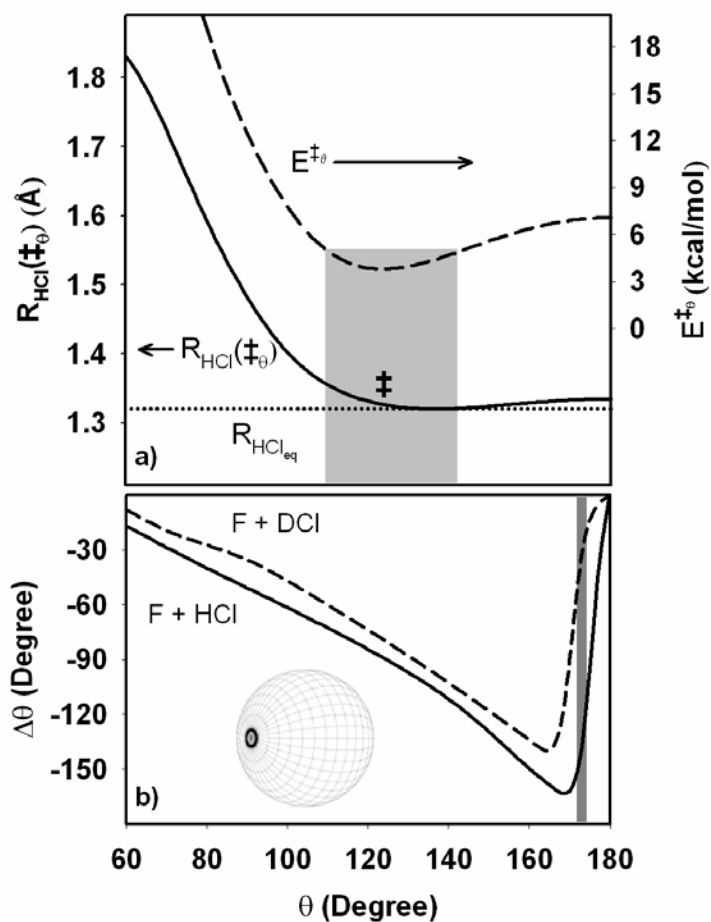 1.8
1.7
1.6
1.5
1.4
1.3
R_HCl(‡_θ) (Å)
18
15
12
9
6
3
0
E^‡_θ (kcal/mol)
E^‡_θ
R_HCl(‡_θ)
‡
R_HCl_eq
a)
-30
-60
-90
-120
-150
Δθ (Degree)
F + DCl
F + HCl
b)
60 80 100 120 140 160 180
θ (Degree)